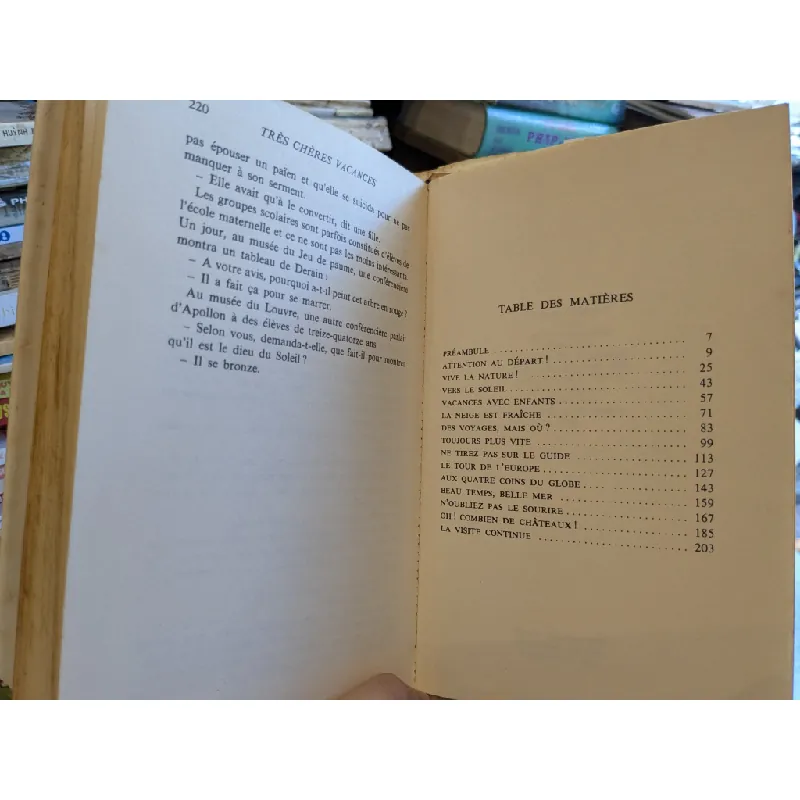 220
TRÈS CHÈRES VACANCES
pas épouser un païen et qu'elle se suicida pour ne pas
manquer à son serment.
– Elle avait qu'à le convertir, dit une fille.
Les groupes scolaires sont parfois constitués d'élèves de
l'école maternelle et ce ne sont pas les moins intéressants.
Un jour, au musée du Jeu de paume, une conférencière
montra un tableau de Derain :
– A votre avis, pourquoi a-t-il peint cet arbre en rouge ?
– Il a fait ça pour se marrer.
Au musée du Louvre, une autre conférencière parlait
d'Apollon à des élèves de treize-quatorze ans
– Selon vous, demanda-t-elle, que fait-il pour montrer
qu'il est le dieu du Soleil ?
– Il se bronze.
TABLE DES MATIÈRES
PRÉAMBULE 7
ATTENTION AU DÉPART ! 9
VIVE LA NATURE ! 25
VERS LE SOLEIL 43
VACANCES AVEC ENFANTS 57
LA NEIGE EST FRAÎCHE 71
DES VOYAGES, MAIS OÙ ? 83
TOUJOURS PLUS VITE 99
NE TIREZ PAS SUR LE GUIDE 113
LE TOUR DE L'EUROPE 127
AUX QUATRE COINS DU GLOBE 143
BEAU TEMPS, BELLE MER 159
N'OUBLIEZ PAS LE SOURIRE 167
OH ! COMBIEN DE CHÂTEAUX ! 185
LA VISITE CONTINUE 203